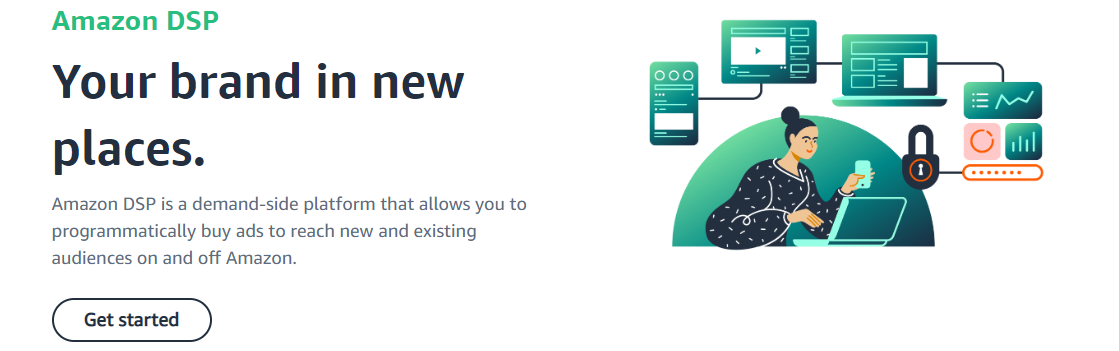 Amazon DSP
Your brand in new
places.
Amazon DSP is a demand-side platform that allows you to
programmatically buy ads to reach new and existing
audiences on and off Amazon.
Get started